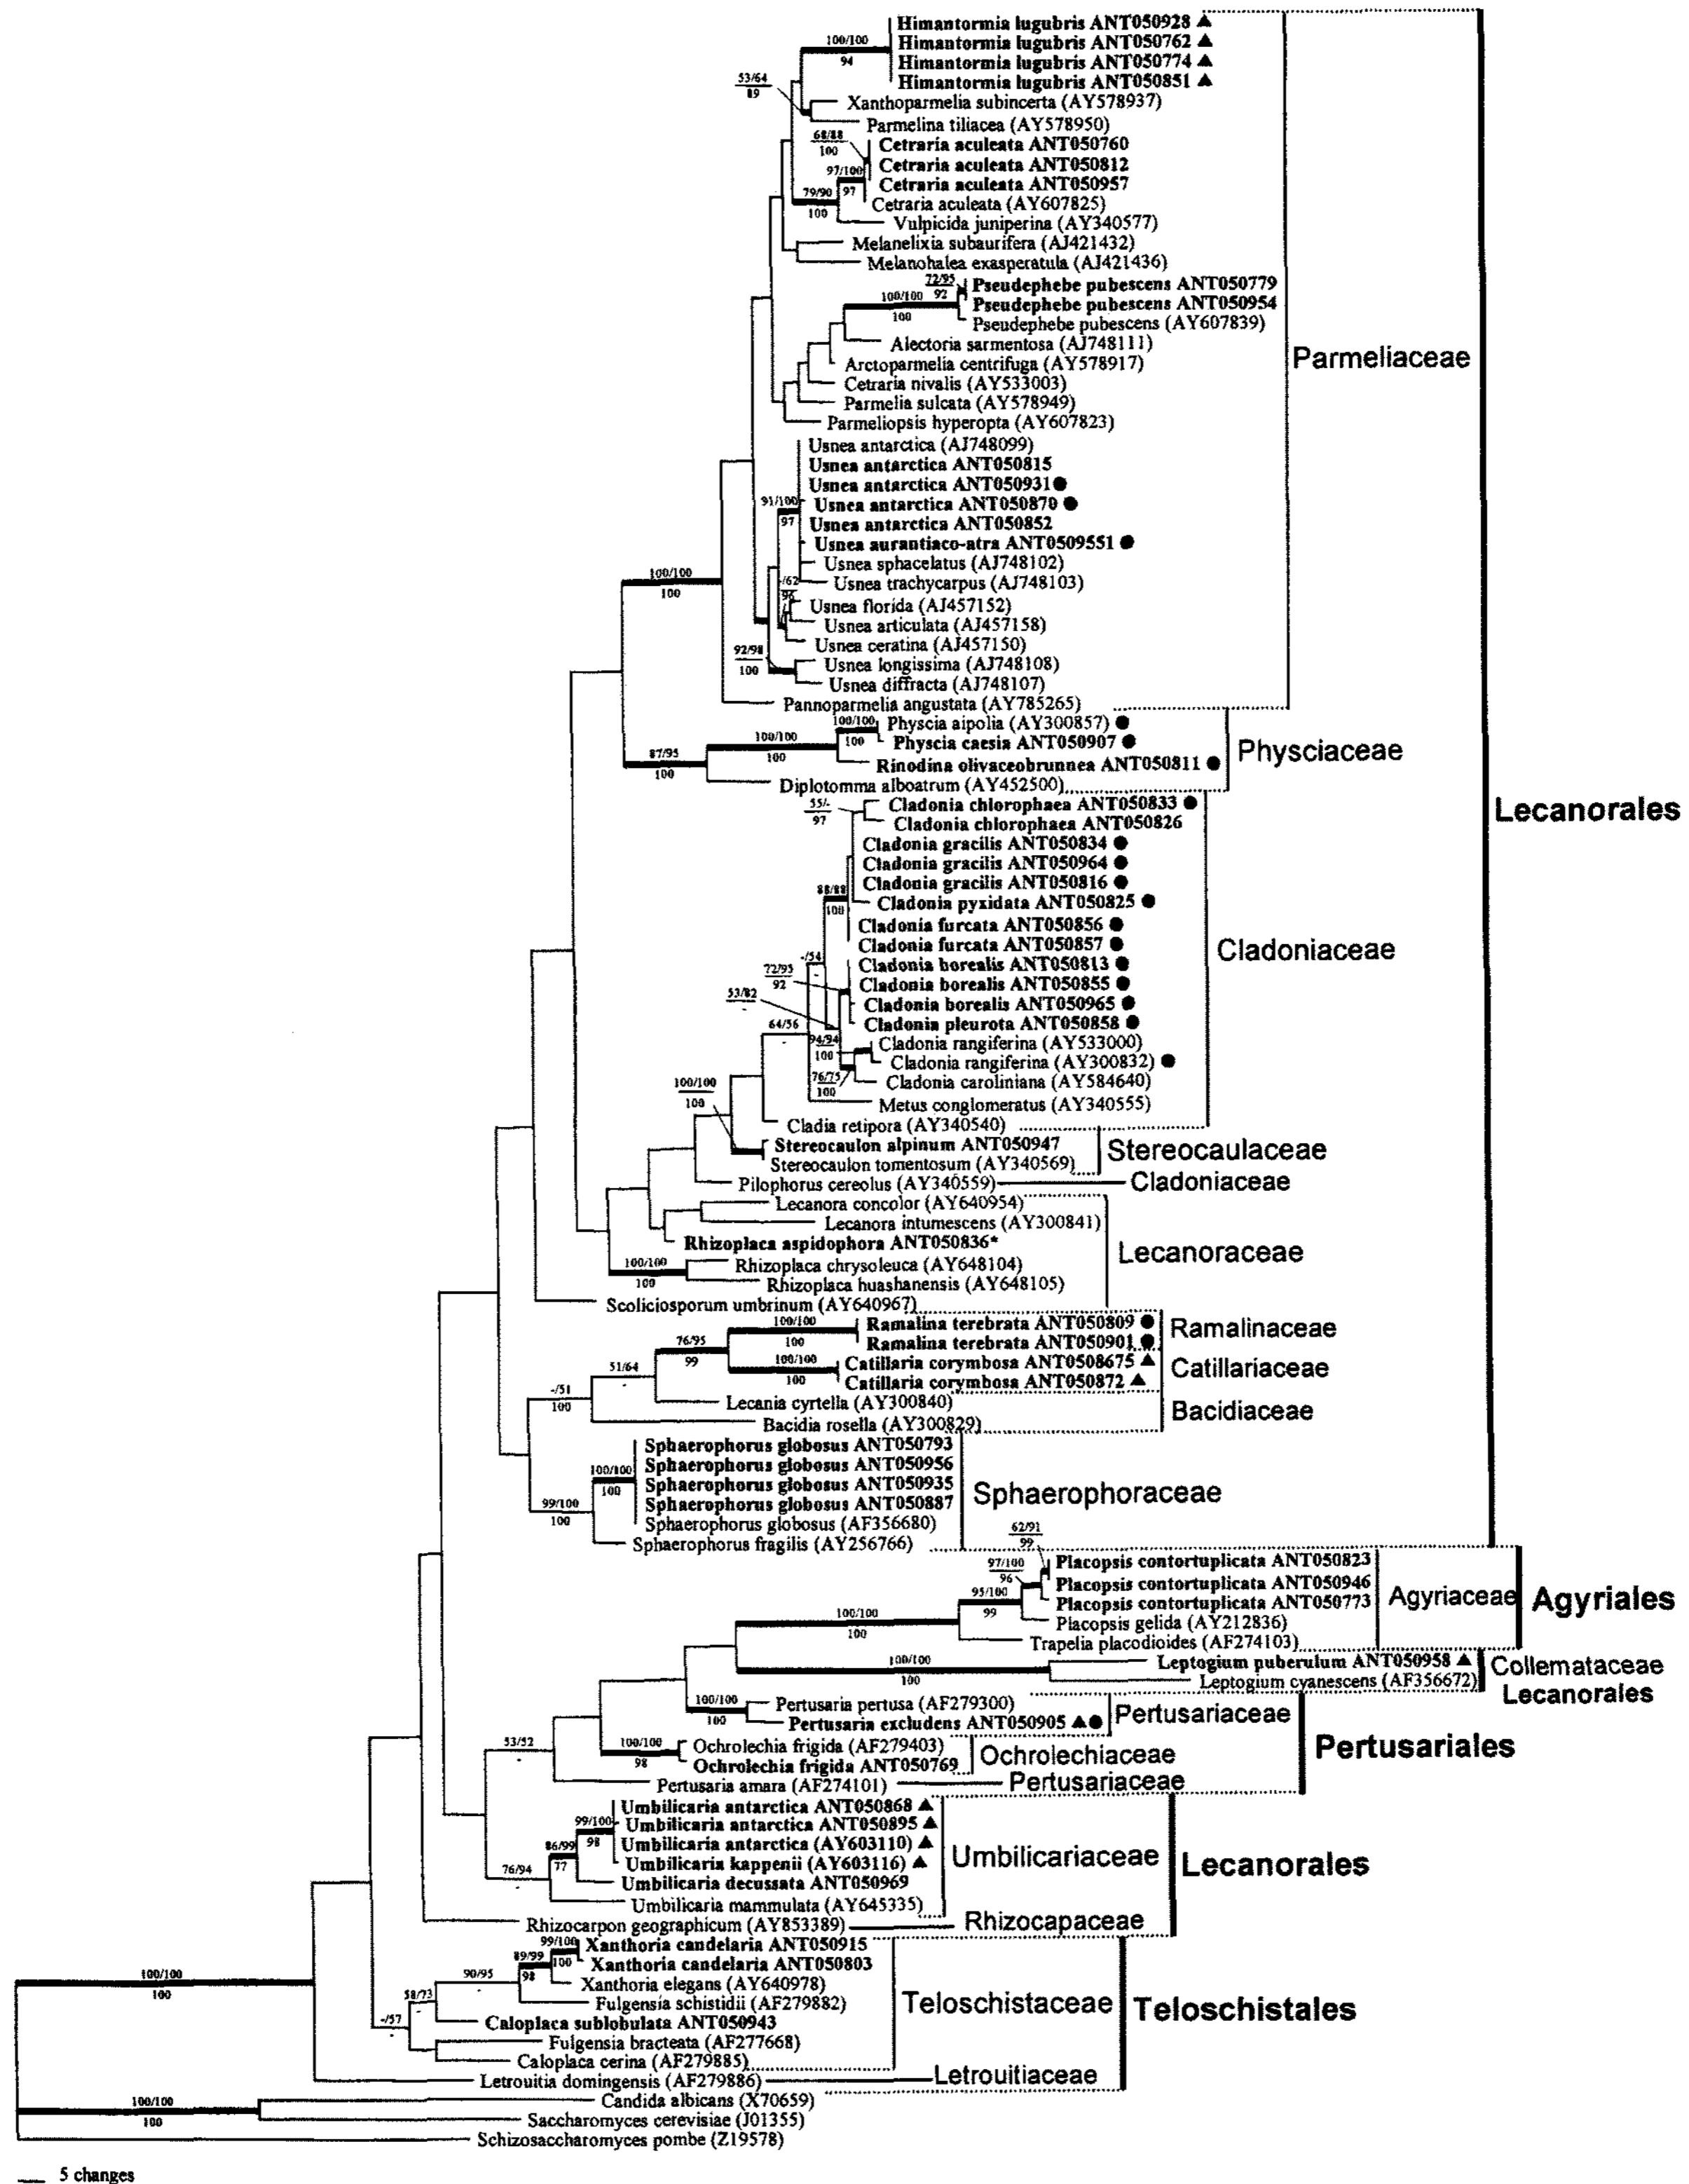 Himantormia lugubris ANT050928 ▲
100/100
Himantormia lugubris ANT050762 ▲
94
Himantormia lugubris ANT050774 ▲
Himantormia lugubris ANT050851 ▲
53/64
89
Xanthoparmelia subincerta (AY578937)
Parmelina tiliacea (AY578950)
68/88
100
Cetraria aculeata ANT050760
Cetraria aculeata ANT050812
97/100
97
Cetraria aculeata ANT050957
79/90
100
Cetraria aculeata (AY607825)
Vulpicida juniperina (AY340577)
Melanelixia subaurifera (AJ421432)
Melanohalea exasperatula (AJ421436)
72/95
92
Pseudephebe pubescens ANT050779
100/100
100
Pseudephebe pubescens ANT050954
Pseudephebe pubescens (AY607839)
Alectoria sarmentosa (AJ748111)
Parmeliaceae
Arctoparmelia centrifuga (AY578917)
Cetraria nivalis (AY533003)
Parmelia sulcata (AY578949)
Parmeliopsis hyperopta (AY607823)
Usnea antarctica (AJ748099)
Usnea antarctica ANT050815
Usnea antarctica ANT050931 ●
91/100
97
Usnea antarctica ANT050870 ●
Usnea antarctica ANT050852
Usnea aurantiaco-atra ANT0509551 ●
Usnea sphacelatus (AJ748102)
100/100
100
-/62
96
Usnea trachycarpus (AJ748103)
Usnea florida (AJ457152)
Usnea articulata (AJ457158)
Usnea ceratina (AJ457150)
92/98
100
Usnea longissima (AJ748108)
Usnea diffracta (AJ748107)
Pannoparmelia angustata (AY785265)
100/100
100
Physcia aipolia (AY300857) ●
100/100
100
Physcia caesia ANT050907 ●
Physciaceae
87/95
100
Rinodina olivaceobrunnea ANT050811 ●
Diplotomma alboatrum (AY452500)
55/-
97
Cladonia chlorophaea ANT050833 ●
Lecanorales
Cladonia chlorophaea ANT050826
Cladonia gracilis ANT050834 ●
Cladonia gracilis ANT050964 ●
88/88
100
Cladonia gracilis ANT050816 ●
Cladonia pyxidata ANT050825 ●
Cladonia furcata ANT050856 ●
Cladonia furcata ANT050857 ●
Cladoniaceae
-/54
-
Cladonia borealis ANT050813 ●
72/93
92
Cladonia borealis ANT050855 ●
53/82
-
Cladonia borealis ANT050965 ●
Cladonia pleurota ANT050858 ●
64/56
-
94/94
100
Cladonia rangiferina (AY533000)
Cladonia rangiferina (AY300832) ●
76/75
100
Cladonia caroliniana (AY584640)
100/100
100
Metus conglomeratus (AY340555)
Cladia retipora (AY340540)
Stereocaulon alpinum ANT050947
Stereocaulaceae
Stereocaulon tomentosum (AY340569)
Pilophorus cereolus (AY340559)
Cladoniaceae
Lecanora concolor (AY640954)
Lecanora intumescens (AY300841)
Rhizoplaca aspidophora ANT050836*
Lecanoraceae
100/100
100
Rhizoplaca chrysoleuca (AY648104)
Rhizoplaca huashanensis (AY648105)
Scoliciosporum umbrinum (AY640967)
100/100
100
Ramalina terebrata ANT050809 ●
Ramalinaceae
76/95
99
Ramalina terebrata ANT050901 ●
100/100
100
Catillaria corymbosa ANT0508675 ▲
Catillariaceae
51/64
-
Catillaria corymbosa ANT050872 ▲
-/51
100
Lecania cyrtella (AY300840)
Bacidiaceae
Bacidia rosella (AY300829)
Sphaerophorus globosus ANT050793
Sphaerophorus globosus ANT050956
100/100
100
Sphaerophorus globosus ANT050935
Sphaerophoraceae
Sphaerophorus globosus ANT050887
99/100
100
Sphaerophorus globosus (AF356680)
Sphaerophorus fragilis (AY256766)
62/91
99
97/100
96
Placopsis contortuplicata ANT050823
Placopsis contortuplicata ANT050946
95/100
99
Placopsis contortuplicata ANT050773
Agyriaceae
Agyriales
100/100
100
Placopsis gelida (AY212836)
Trapelia placodioides (AF274103)
100/100
100
Leptogium puberulum ANT050958 ▲
Collemataceae
Leptogium cyanescens (AF356672)
Lecanorales
100/100
100
Pertusaria pertusa (AF279300)
Pertusariaceae
Pertusaria excludens ANT050905 ▲●
53/52
-
100/100
98
Ochrolechia frigida (AF279403)
Ochrolechiaceae
Pertusariales
Ochrolechia frigida ANT050769
Pertusaria amara (AF274101)
Pertusariaceae
Umbilicaria antarctica ANT050868 ▲
99/100
98
Umbilicaria antarctica ANT050895 ▲
86/99
77
Umbilicaria antarctica (AY603110) ▲
Umbilicariaceae
Lecanorales
76/94
-
Umbilicaria kappenii (AY603116) ▲
Umbilicaria decussata ANT050969
Umbilicaria mammulata (AY645335)
Rhizocarpon geographicum (AY853389)
Rhizocapaceae
99/100
100
Xanthoria candelaria ANT050915
89/99
98
Xanthoria candelaria ANT050803
100/100
100
90/95
-
Xanthoria elegans (AY640978)
58/73
-
Fulgensia schistidii (AF279882)
Teloschistaceae
Teloschistales
-/57
-
Caloplaca sublobulata ANT050943
Fulgensia bracteata (AF277668)
Caloplaca cerina (AF279885)
Letrouitia domingensis (AF279886)
Letrouitiaceae
100/100
100
Candida albicans (X70659)
Saccharomyces cerevisiae (J01355)
Schizosaccharomyces pombe (Z19578)
5 changes